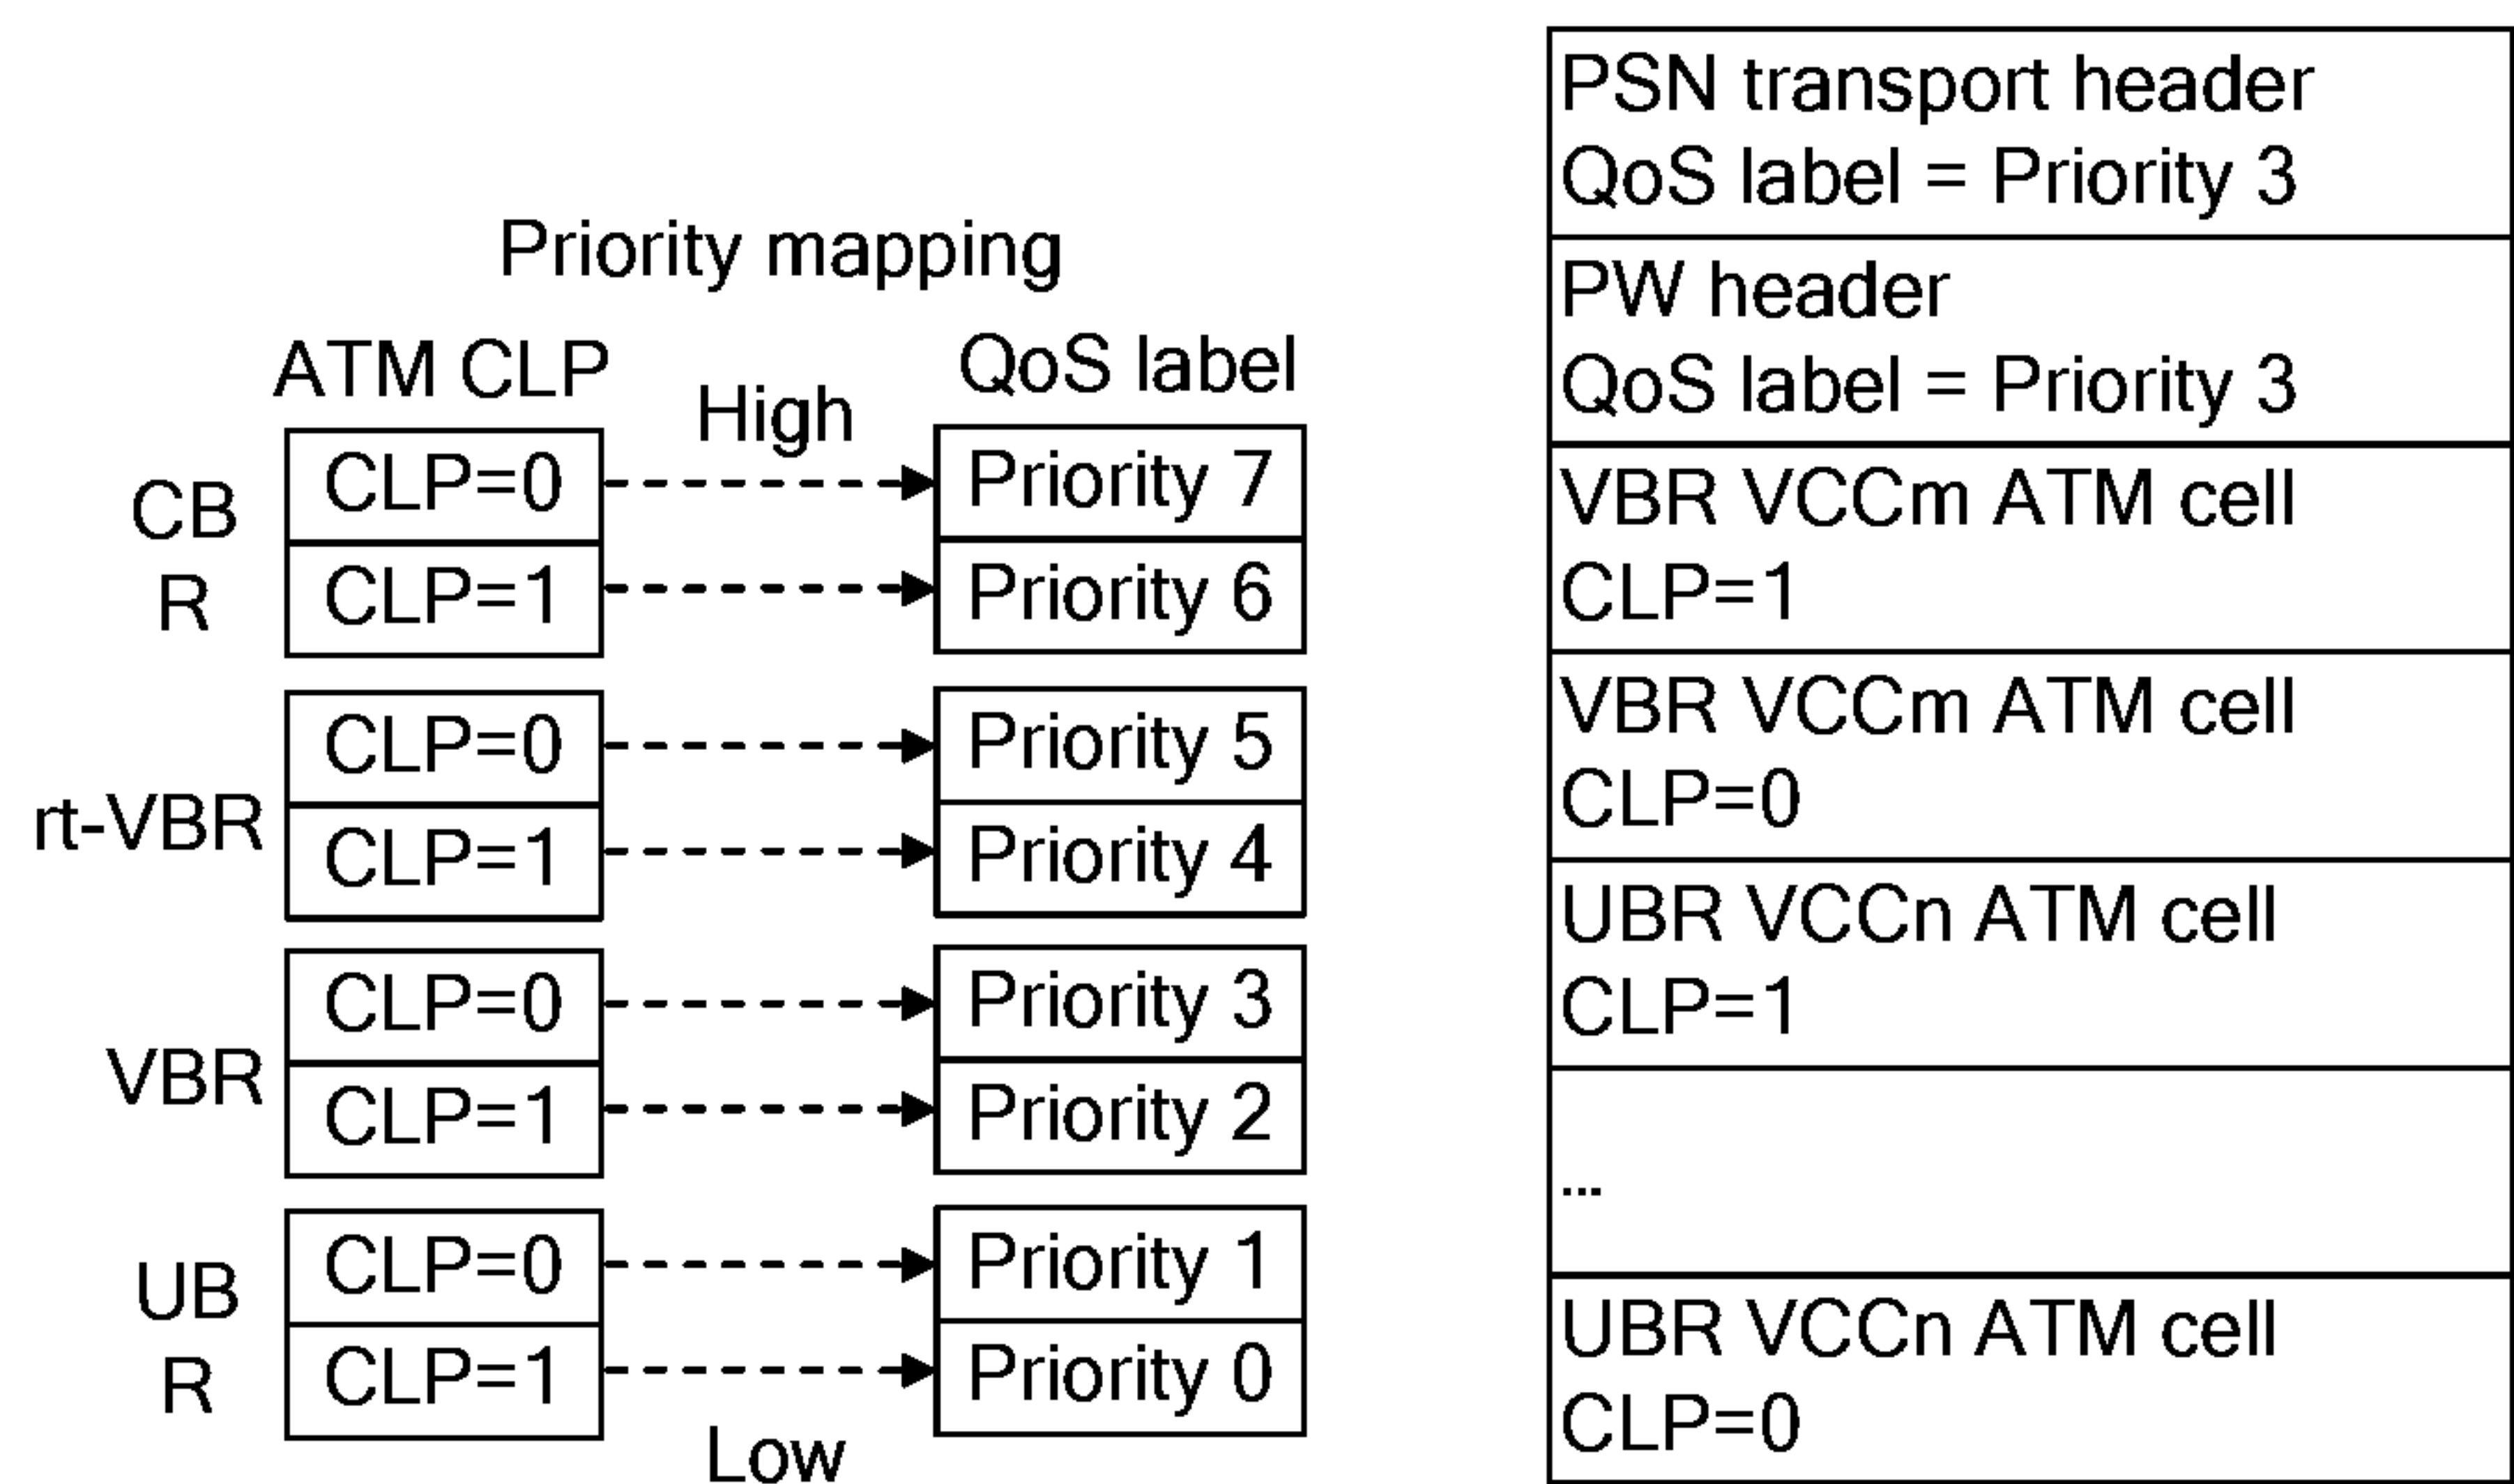 Priority mapping
ATM CLP
High
QoS label
CB
R
CLP=0
Priority 7
CLP=1
Priority 6
rt-VBR
CLP=0
Priority 5
CLP=1
Priority 4
VBR
CLP=0
Priority 3
CLP=1
Priority 2
UB
R
CLP=0
Priority 1
CLP=1
Priority 0
Low
PSN transport header
QoS label = Priority 3
PW header
QoS label = Priority 3
VBR VCCm ATM cell
CLP=1
VBR VCCm ATM cell
CLP=0
UBR VCCn ATM cell
CLP=1
...
UBR VCCn ATM cell
CLP=0